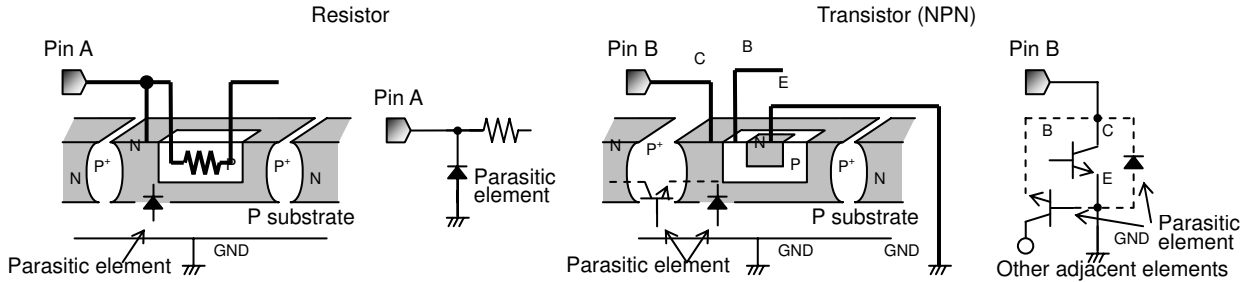 Resistor
Transistor (NPN)
Pin A
Pin A
N
P
N
P+
P+
N
Parasitic element
P substrate
GND
Parasitic element
Pin B
C
B
E
N
P+
N
P
P+
N
P substrate
GND
GND
Parasitic element
Pin B
B
C
E
GND
Parasitic element
Other adjacent elements